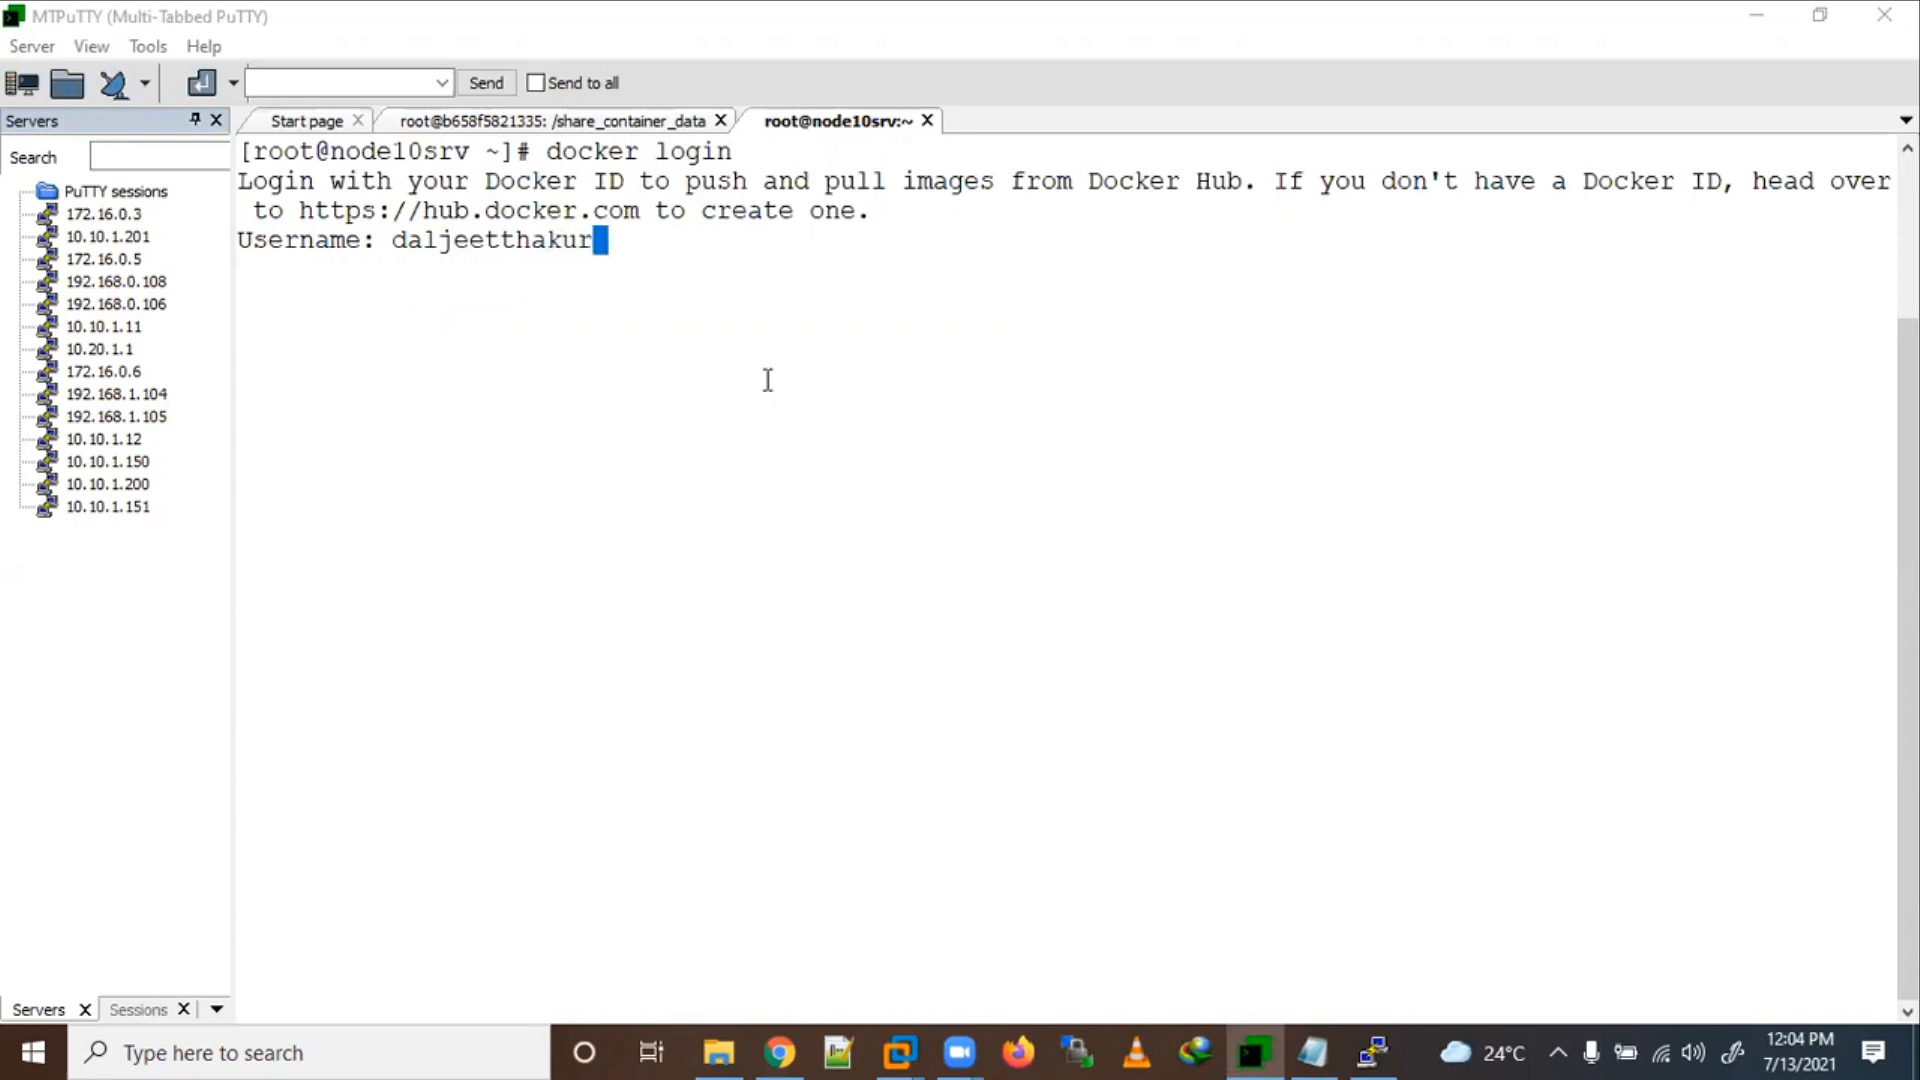 MTPuTTY (Multi-Tabbed PuTTY)
Server View Tools Help
Send Send to all
Servers
Start page root@b658f5821335: /share_container_data root@node10srv:~
Search
PuTTY sessions
172.16.0.3
10.10.1.201
172.16.0.5
192.168.0.108
192.168.0.106
10.10.1.11
10.20.1.1
172.16.0.6
192.168.1.104
192.168.1.105
10.10.1.12
10.10.1.150
10.10.1.200
10.10.1.151
[root@node10srv ~]# docker login
Login with your Docker ID to push and pull images from Docker Hub. If you don't have a Docker ID, head over
to https://hub.docker.com to create one.
Username: daljeetthakur
Servers Sessions
Type here to search
24°C
12:04 PM
7/13/2021